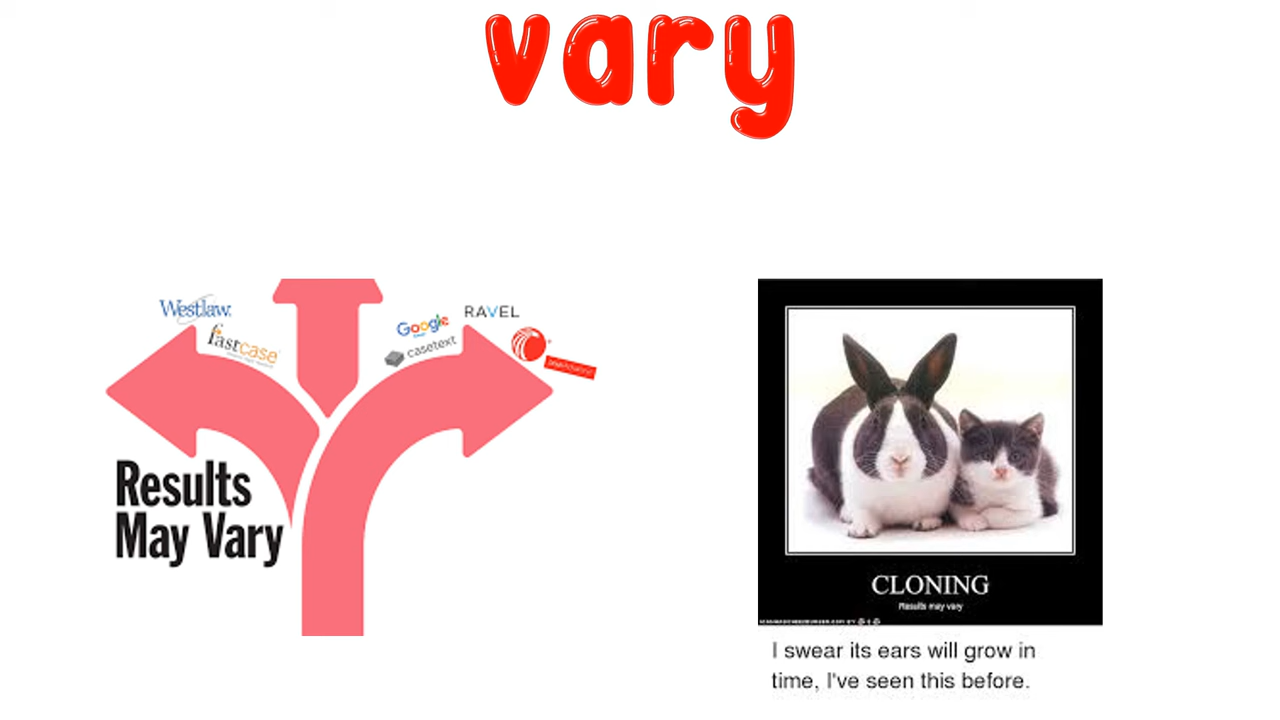 vary
Westlaw
fastcase
Google
casetext
RAVEL
Results
May Vary
CLONING
Results may vary
I swear its ears will grow in
time, I've seen this before.